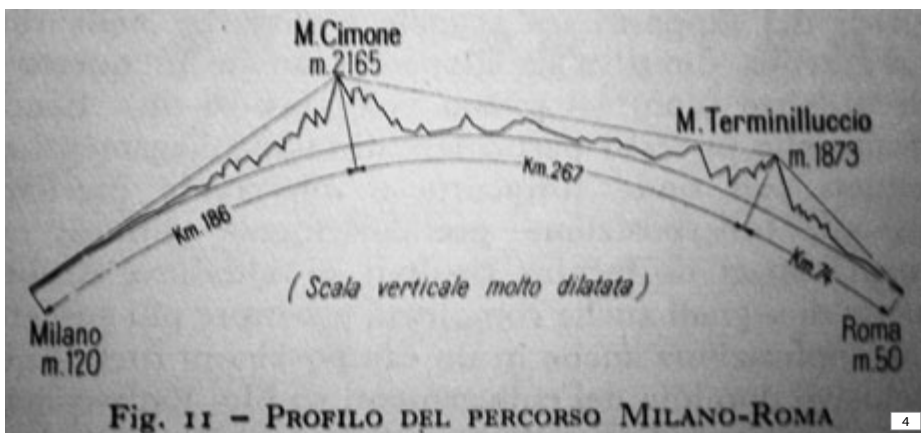 M. Cimone
m. 2165
M. Terminilluccio
m. 1873
Km. 186
Km. 267
Km. 74
(Scala verticale molto dilatata)
Milano
m. 120
Roma
m. 50
Fig. 11 – PROFILO DEL PERCORSO MILANO-ROMA
4